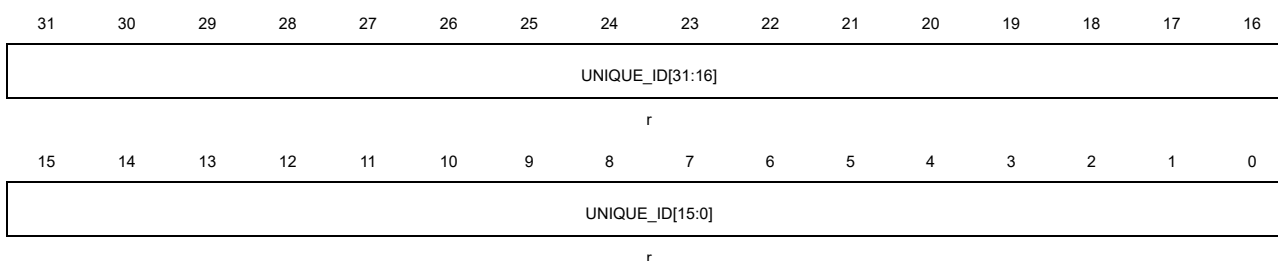 31 30 29 28 27 26 25 24 23 22 21 20 19 18 17 16
UNIQUE_ID[31:16]
r
15 14 13 12 11 10 9 8 7 6 5 4 3 2 1 0
UNIQUE_ID[15:0]
r